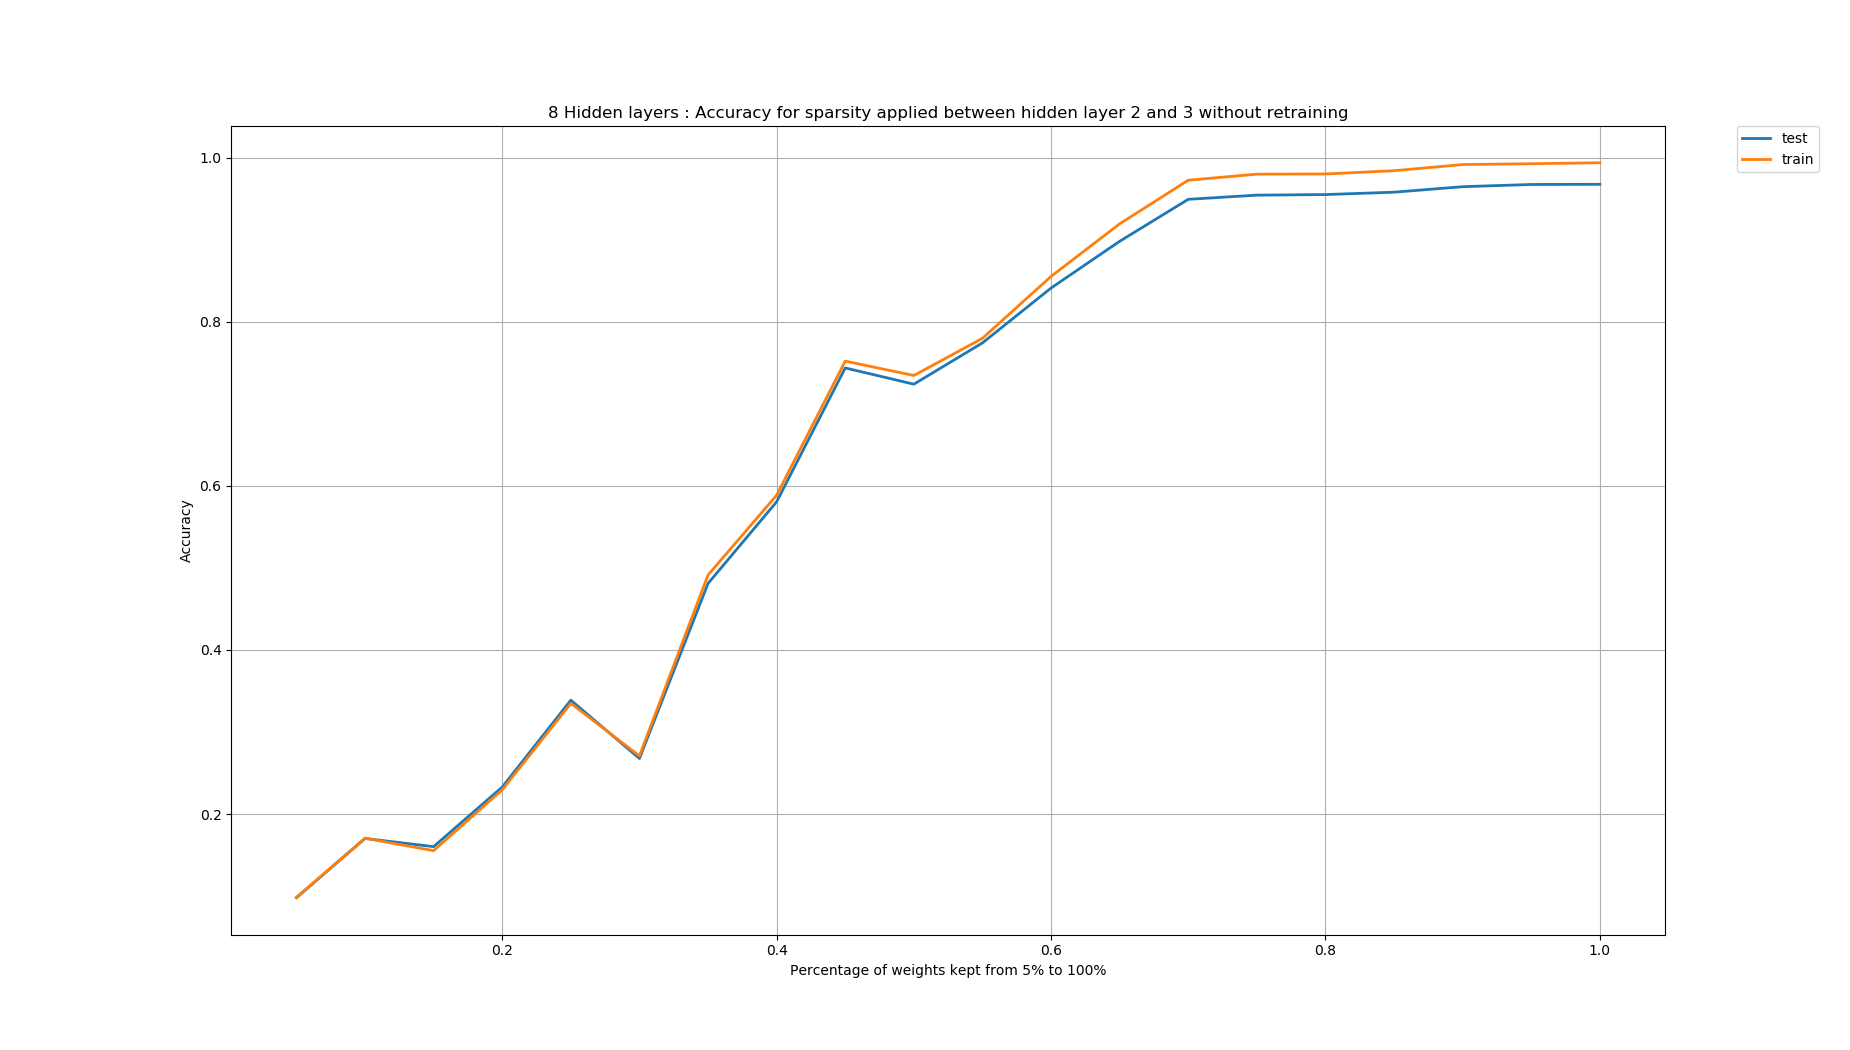 8 Hidden layers : Accuracy for sparsity applied between hidden layer 2 and 3 without retraining
test
train
1.0
0.8
0.6
0.4
0.2
Accuracy
0.2 0.4 0.6 0.8 1.0
Percentage of weights kept from 5% to 100%